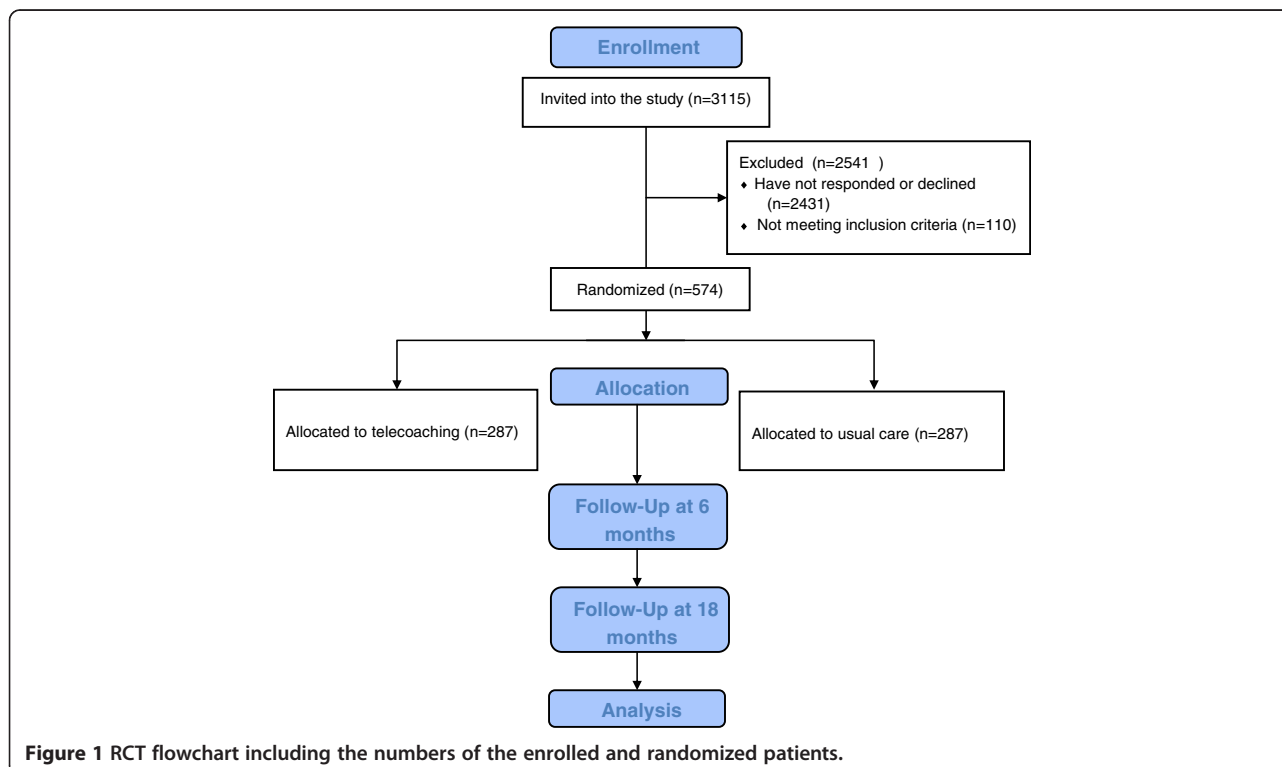 Enrollment
Invited into the study (n=3115)
Excluded (n=2541 )
♦ Have not responded or declined
(n=2431)
♦ Not meeting inclusion criteria (n=110)
Randomized (n=574)
Allocation
Allocated to telecoaching (n=287)
Allocated to usual care (n=287)
Follow-Up at 6
months
Follow-Up at 18
months
Analysis
Figure 1 RCT flowchart including the numbers of the enrolled and randomized patients.